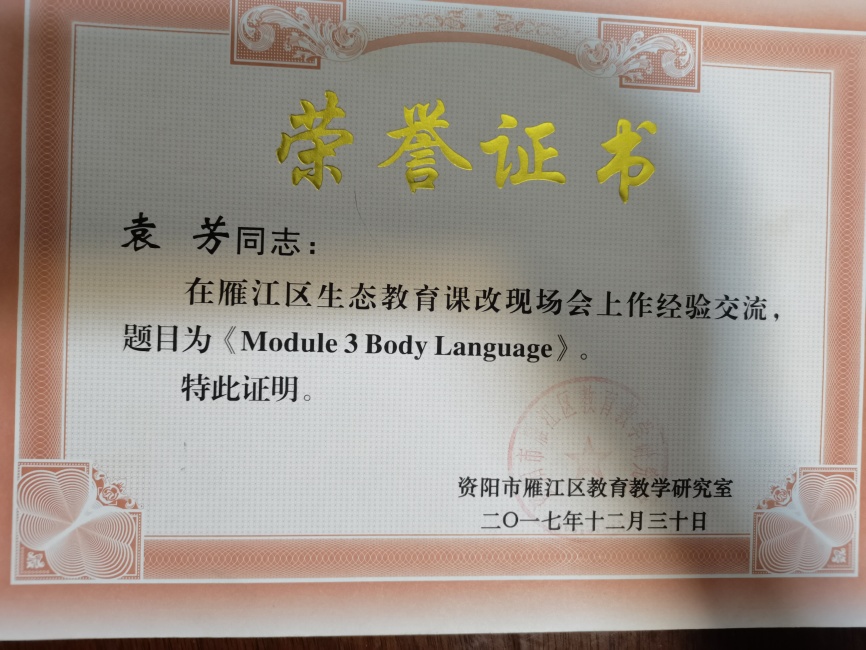 荣誉证书
袁 芳同志：
在雁江区生态教育课改现场会上作经验交流，
题目为《Module 3 Body Language》。
特此证明。
资阳市雁江区教育教学研究室
二〇一七年十二月三十日